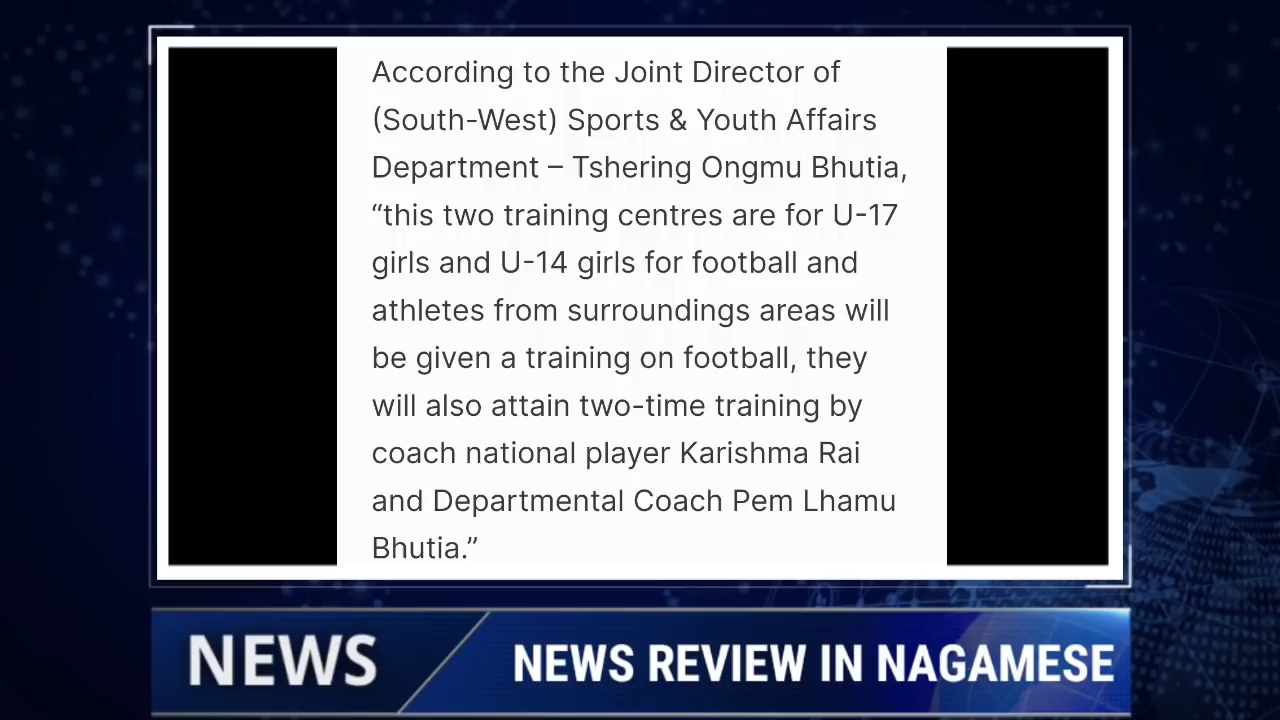 According to the Joint Director of
(South-West) Sports & Youth Affairs
Department – Tshering Ongmu Bhutia,
“this two training centres are for U-17
girls and U-14 girls for football and
athletes from surroundings areas will
be given a training on football, they
will also attain two-time training by
coach national player Karishma Rai
and Departmental Coach Pem Lhamu
Bhutia.”
NEWS
NEWS REVIEW IN NAGAMESE